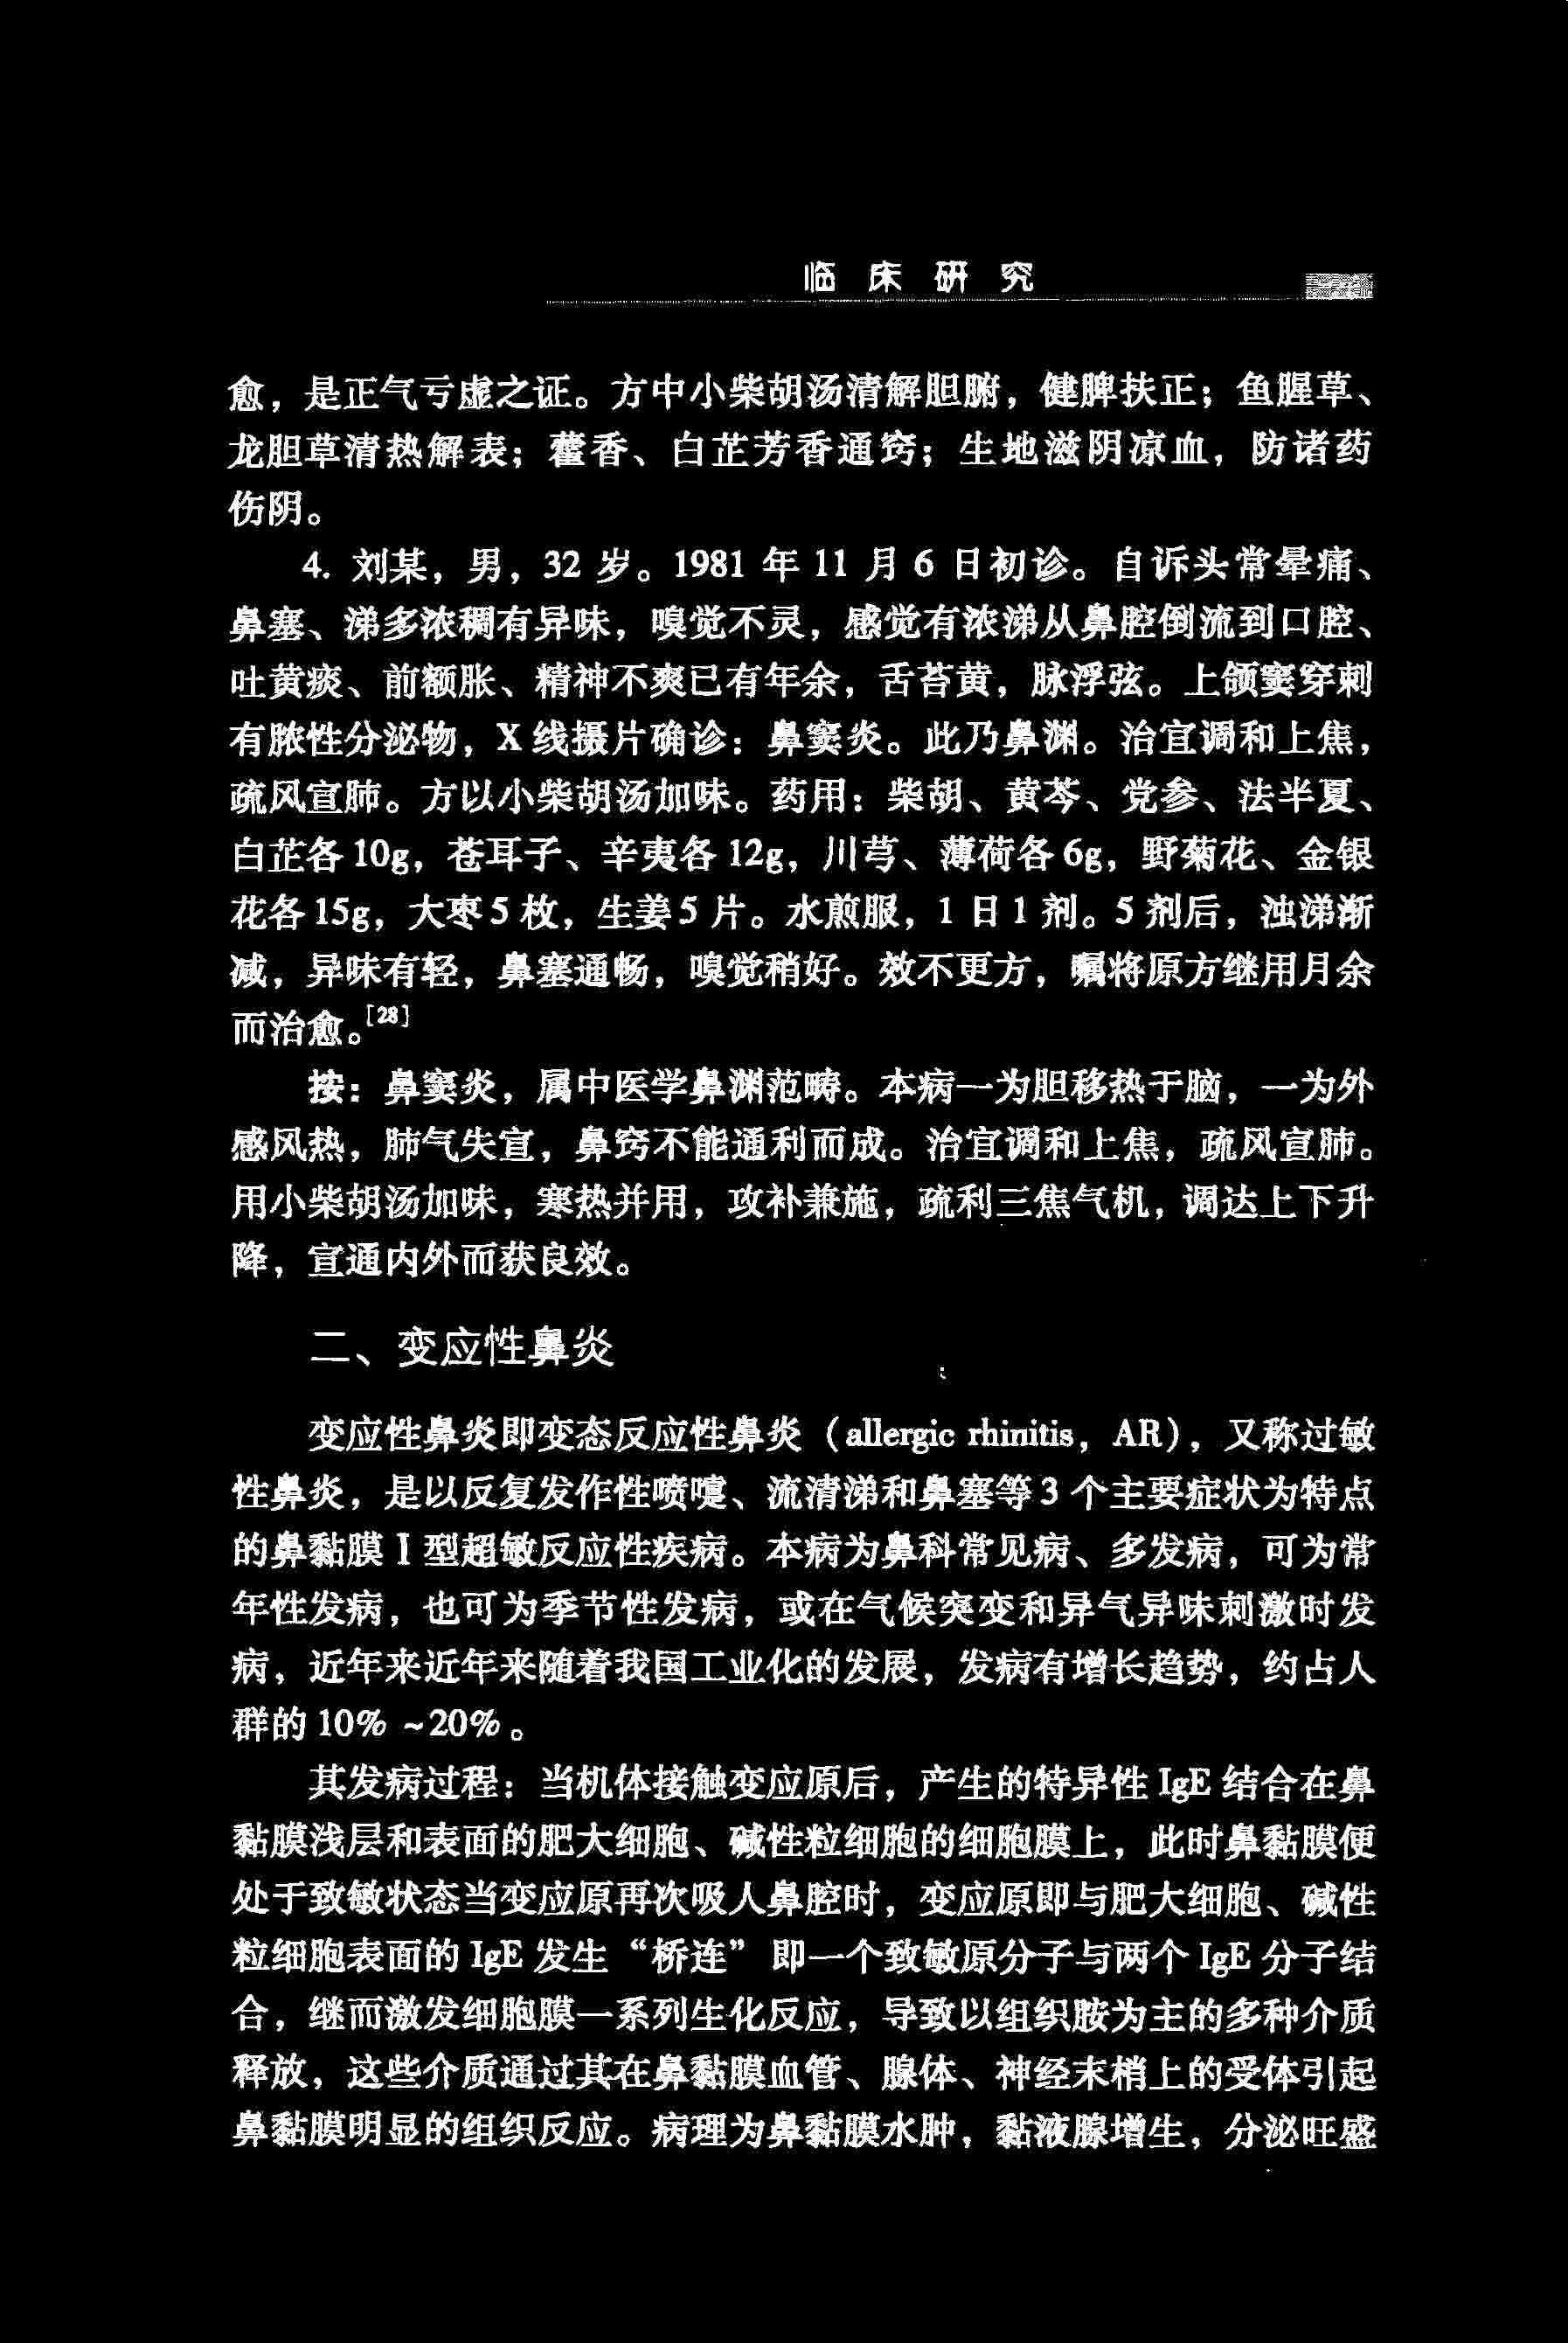 临床研究
愈，是正气亏虚之证。方中小柴胡汤清解胆腑，健脾扶正；鱼腥草、
龙胆草清热解表；藿香、白芷芳香通窍；生地滋阴凉血，防诸药
伤阴。
4. 刘某，男，32 岁。1981 年 11 月 6 日初诊。自诉头常晕痛、
鼻塞、涕多浓稠有异味，嗅觉不灵，感觉有浓涕从鼻腔倒流到口腔、
吐黄痰、前额胀、精神不爽已有年余，舌苔黄，脉浮弦。上颌窦穿刺
有脓性分泌物，X 线摄片确诊：鼻窦炎。此乃鼻渊。治宜调和上焦，
疏风宣肺。方以小柴胡汤加味。药用：柴胡、黄芩、党参、法半夏、
白芷各 10g，苍耳子、辛夷各 12g，川芎、薄荷各 6g，野菊花、金银
花各 15g，大枣 5 枚，生姜 5 片。水煎服，1 日 1 剂。5 剂后，浊涕渐
减，异味有轻，鼻塞通畅，嗅觉稍好。效不更方，嘱将原方继用月余
而治愈。[28]
按：鼻窦炎，属中医学鼻渊范畴。本病一为胆移热于脑，一为外
感风热，肺气失宣，鼻窍不能通利而成。治宜调和上焦，疏风宣肺。
用小柴胡汤加味，寒热并用，攻补兼施，疏利三焦气机，调达上下升
降，宣通内外而获良效。
二、变应性鼻炎
变应性鼻炎即变态反应性鼻炎（allergic rhinitis，AR），又称过敏
性鼻炎，是以反复发作性喷嚏、流清涕和鼻塞等 3 个主要症状为特点
的鼻黏膜 I 型超敏反应性疾病。本病为鼻科常见病、多发病，可为常
年性发病，也可为季节性发病，或在气候突变和异气异味刺激时发
病，近年来近年来随着我国工业化的发展，发病有增长趋势，约占人
群的 10% ~20%。
其发病过程：当机体接触变应原后，产生的特异性 IgE 结合在鼻
黏膜浅层和表面的肥大细胞、碱性粒细胞的细胞膜上，此时鼻黏膜便
处于致敏状态当变应原再次吸人鼻腔时，变应原即与肥大细胞、碱性
粒细胞表面的 IgE 发生“桥连”即一个致敏原分子与两个 IgE 分子结
合，继而激发细胞膜一系列生化反应，导致以组织胺为主的多种介质
释放，这些介质通过其在鼻黏膜血管、腺体、神经末梢上的受体引起
鼻黏膜明显的组织反应。病理为鼻黏膜水肿，黏液腺增生，分泌旺盛